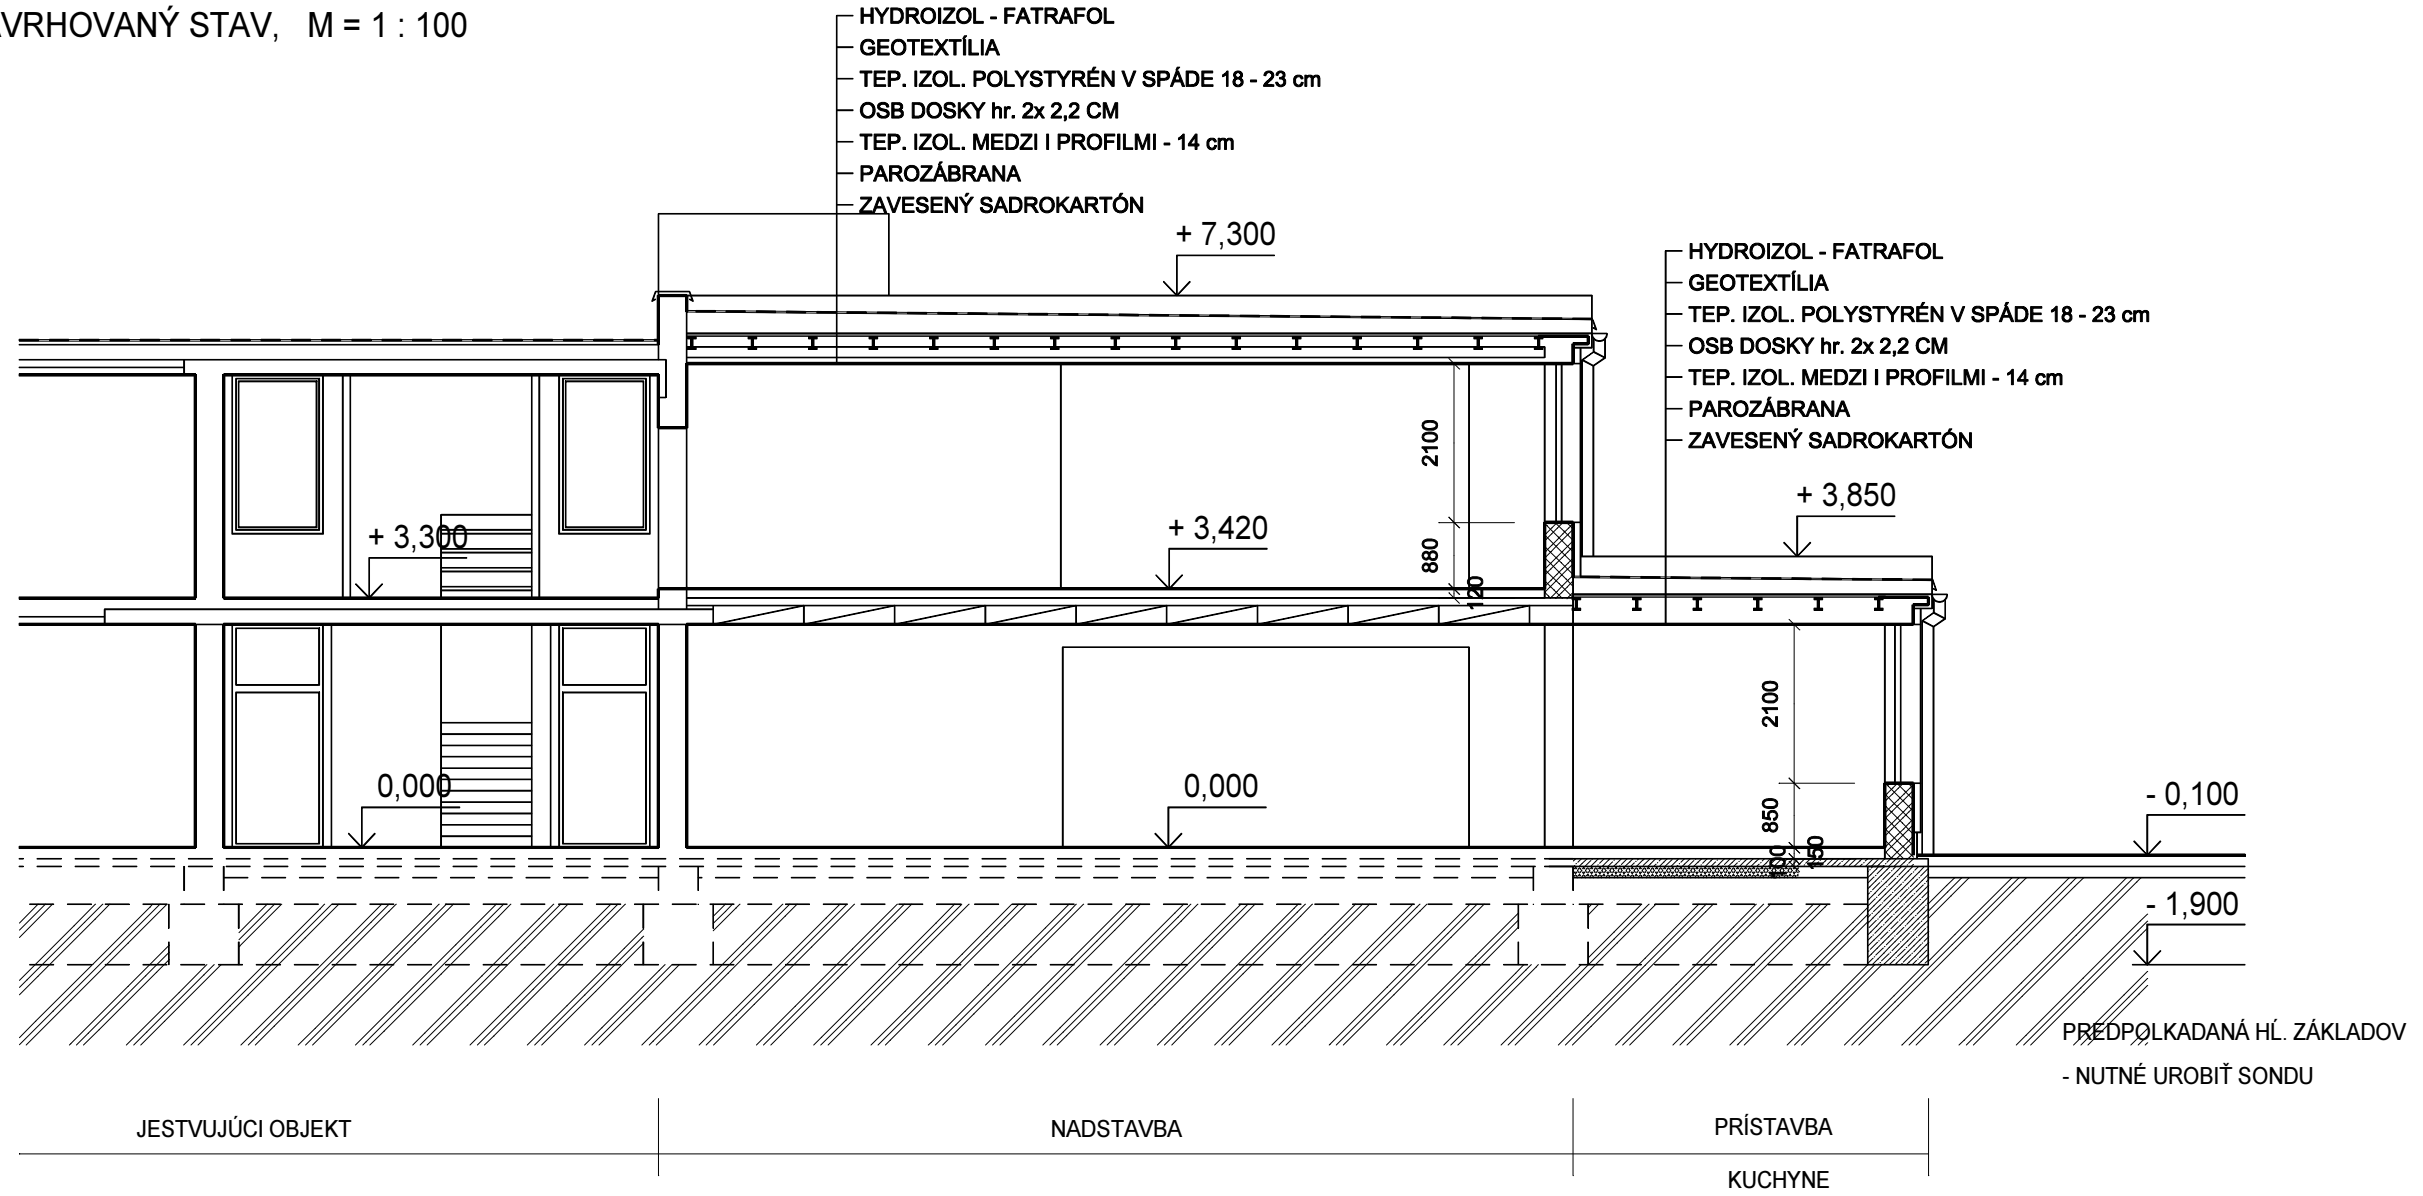 VRHOVANÝ STAV, M = 1 : 100
HYDROIZOL - FATRAFOL
GEOTEXTÍLIA
TEP. IZOL. POLYSTYRÉN V SPÁDE 18 - 23 cm
OSB DOSKY hr. 2x 2,2 CM
TEP. IZOL. MEDZI I PROFILMI - 14 cm
PAROZÁBRANA
ZAVESENÝ SADROKARTÓN
+ 7,300
HYDROIZOL - FATRAFOL
GEOTEXTÍLIA
TEP. IZOL. POLYSTYRÉN V SPÁDE 18 - 23 cm
OSB DOSKY hr. 2x 2,2 CM
TEP. IZOL. MEDZI I PROFILMI - 14 cm
PAROZÁBRANA
ZAVESENÝ SADROKARTÓN
2100
+ 3,850
+ 3,300
+ 3,420
880
120
2100
0,000
0,000
850
- 0,100
100
150
- 1,900
PREDPOLKADANÁ HĹ. ZÁKLADOV
- NUTNÉ UROBIŤ SONDU
JESTVUJÚCI OBJEKT
NADSTAVBA
PRÍSTAVBA
KUCHYNE